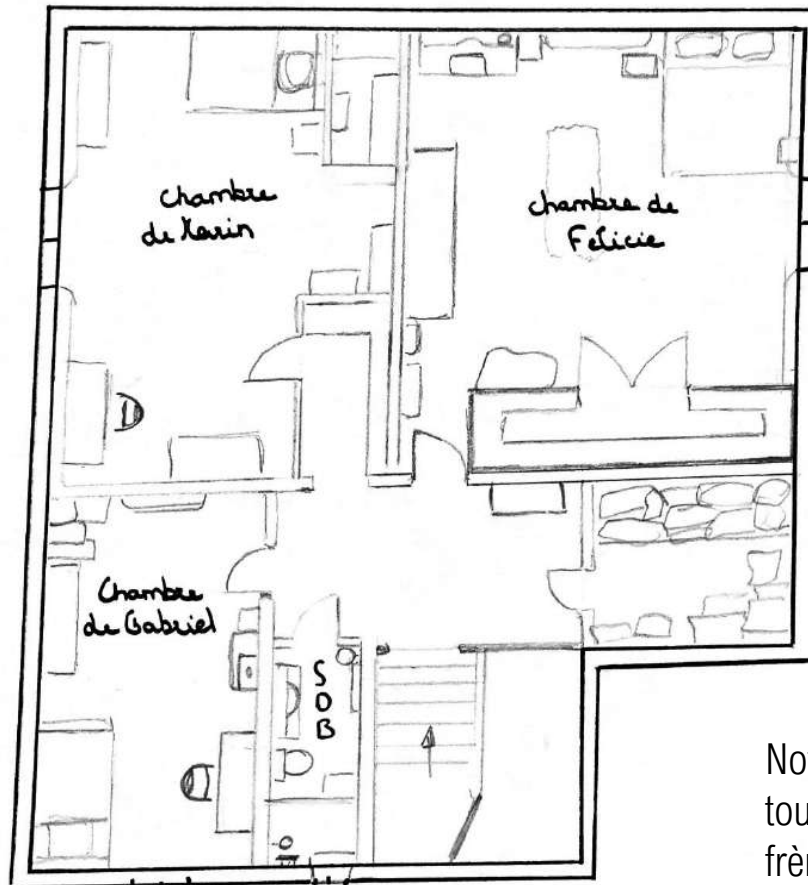 Chambre
de Karin
chambre de
Félicie
Chambre
de Gabriel
S
D
B
No
tou
frèr